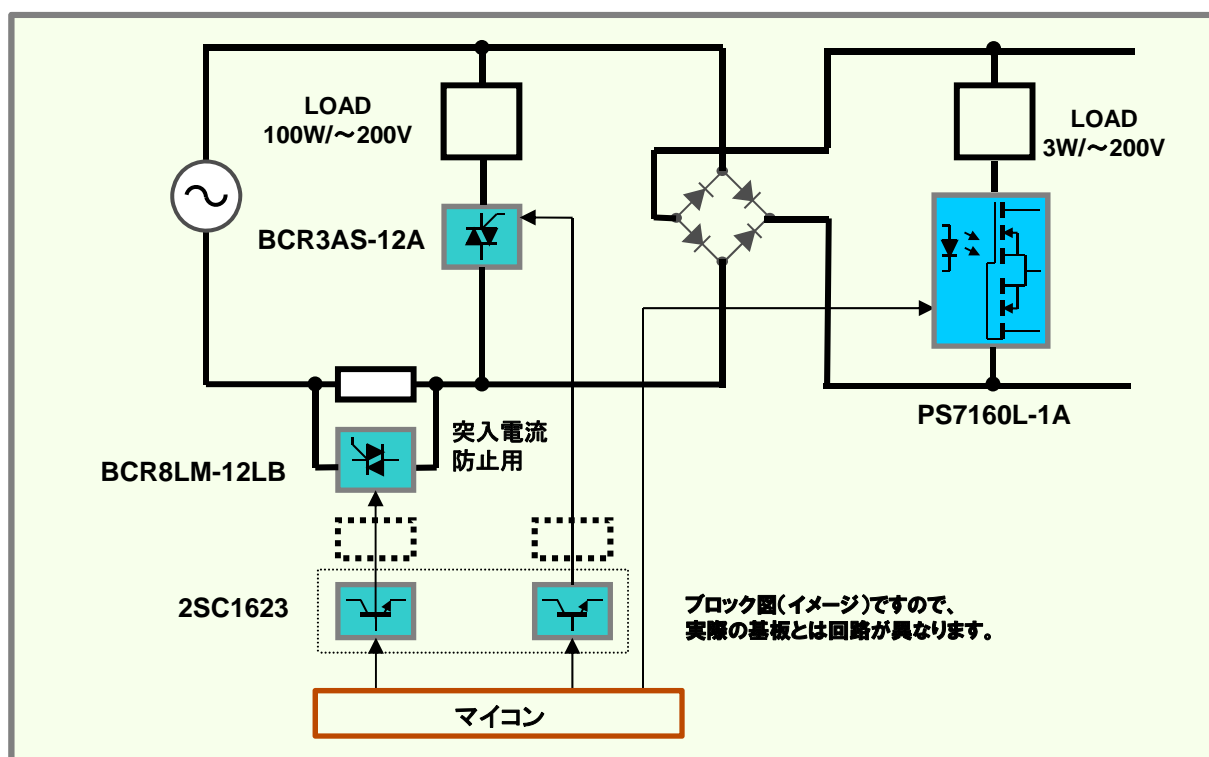 LOAD
100W/～200V
LOAD
3W/～200V
BCR3AS-12A
PS7160L-1A
突入電流
防止用
BCR8LM-12LB
2SC1623
ブロック図(イメージ)ですので、
実際の基板とは回路が異なります。
マイコン